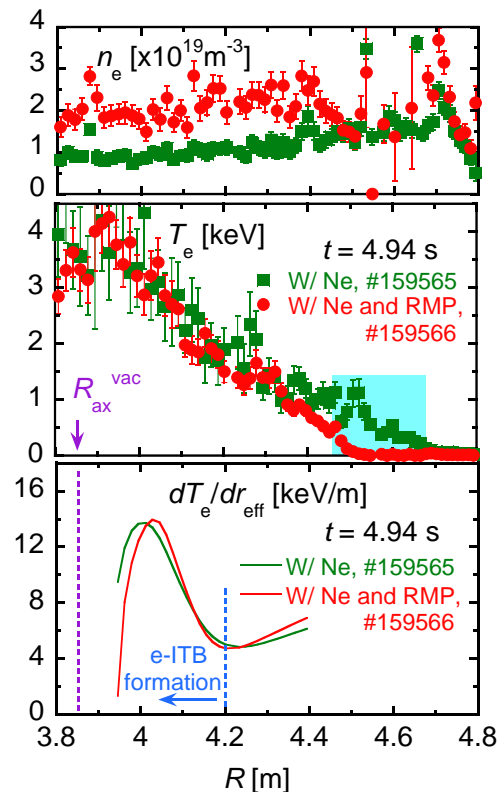 4
n_e [x10^19 m^-3]
3
2
1
0
T_e [keV]
4
t = 4.94 s
3
W/ Ne, #159565
W/ Ne and RMP,
#159566
2
R_ax^vac
1
0
16
dT_e/dr_eff [keV/m]
t = 4.94 s
12
W/ Ne, #159565
8
W/ Ne and RMP,
#159566
4
e-ITB
formation
0
3.8 4 4.2 4.4 4.6 4.8
R [m]